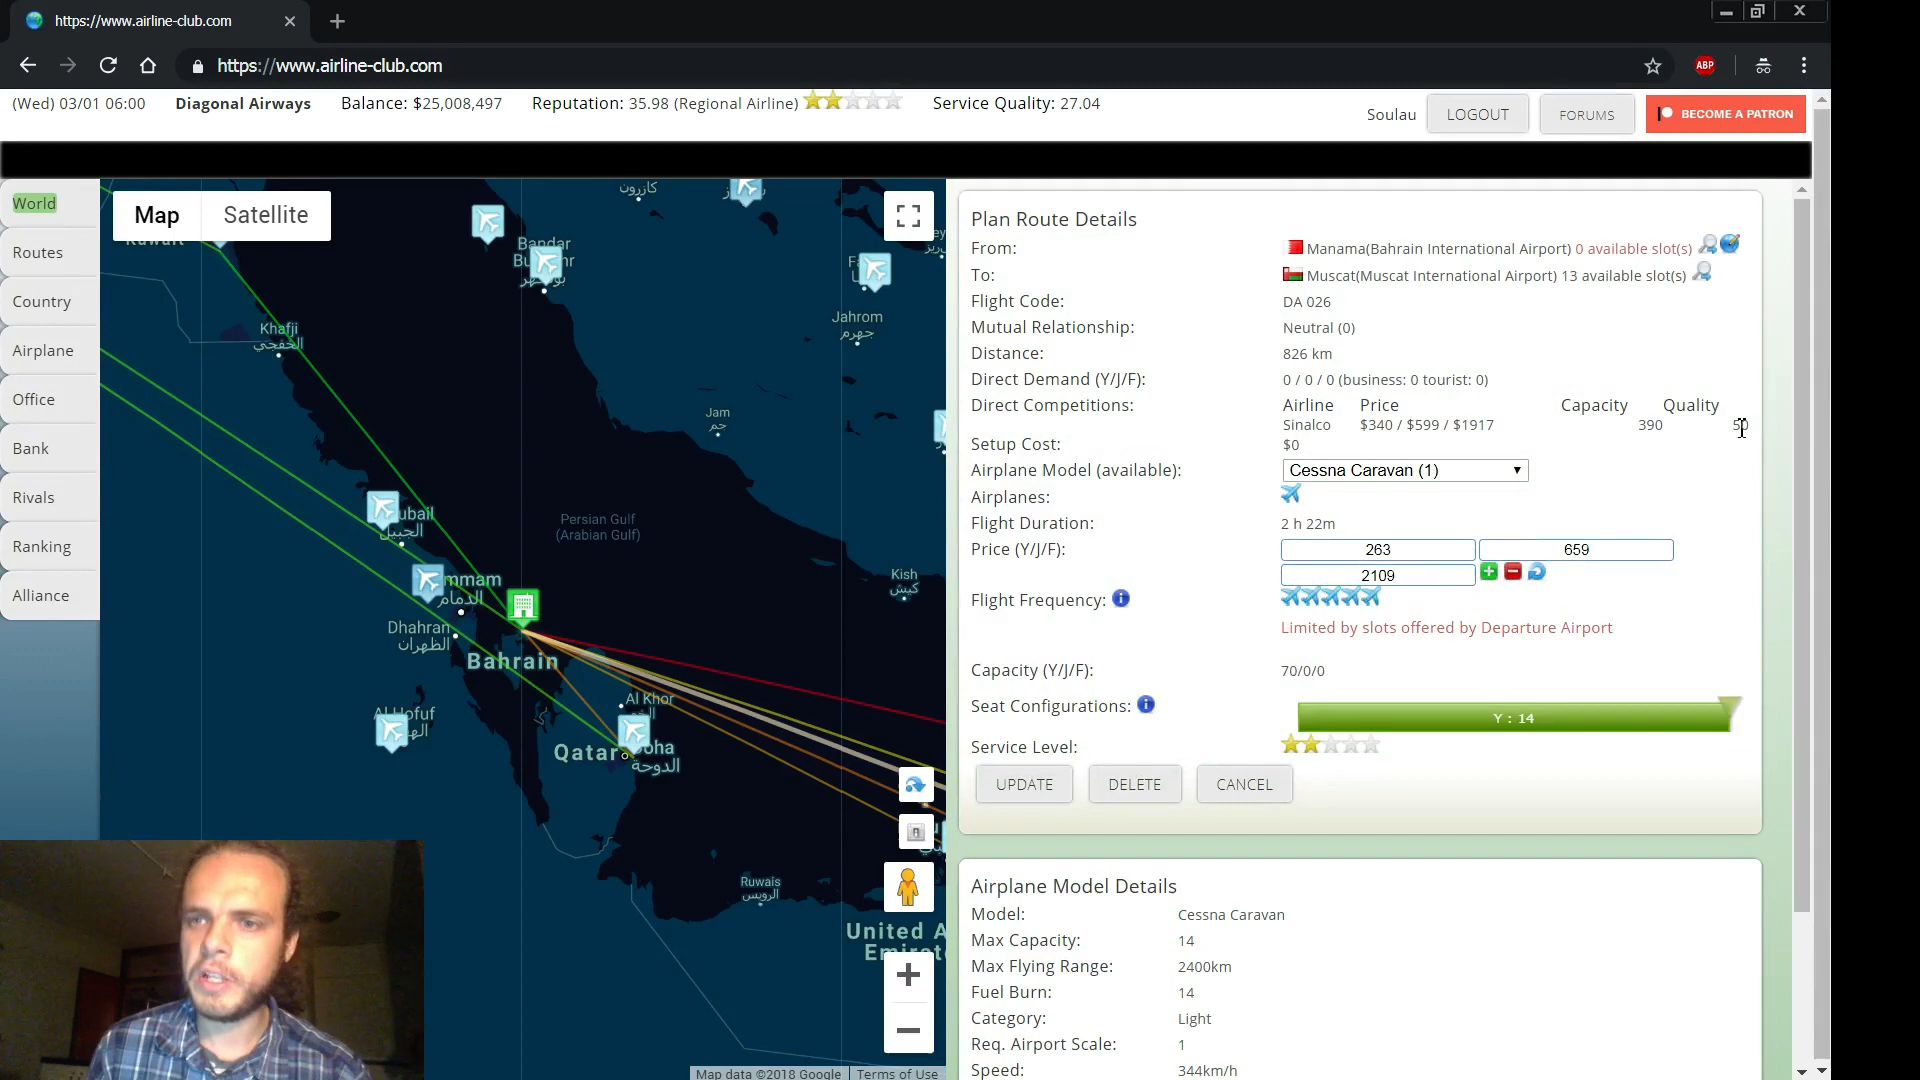 https://www.airline-club.com
https://www.airline-club.com
ABP
(Wed) 03/01 06:00 Diagonal Airways Balance: $25,008,497 Reputation: 35.98 (Regional Airline) Service Quality: 27.04
Soulau LOGOUT FORUMS BECOME A PATRON
World
Routes
Country
Airplane
Office
Bank
Rivals
Ranking
Alliance
Map Satellite
كازرون
Khafji
الخفجي
Jahrom
جهرم
Jam
جم
Persian Gulf
(Arabian Gulf)
الجبيل
الدمام
Dhahran
الظهران
Kish
كيش
Bahrain
Al Khor
Qatar
الدوحة
Ruwais
الرويس
United A
Map data ©2018 Google Terms of Use
Plan Route Details
From: Manama(Bahrain International Airport) 0 available slot(s)
To: Muscat(Muscat International Airport) 13 available slot(s)
Flight Code: DA 026
Mutual Relationship: Neutral (0)
Distance: 826 km
Direct Demand (Y/J/F): 0 / 0 / 0 (business: 0 tourist: 0)
Direct Competitions: Airline Price Capacity Quality
Sinalco $340 / $599 / $1917 390 50
Setup Cost: $0
Airplane Model (available): Cessna Caravan (1)
Airplanes:
Flight Duration: 2 h 22m
Price (Y/J/F): 263 659
2109
Flight Frequency:
Limited by slots offered by Departure Airport
Capacity (Y/J/F): 70/0/0
Seat Configurations: Y : 14
Service Level:
UPDATE DELETE CANCEL
Airplane Model Details
Model: Cessna Caravan
Max Capacity: 14
Max Flying Range: 2400km
Fuel Burn: 14
Category: Light
Req. Airport Scale: 1
Speed: 344km/h